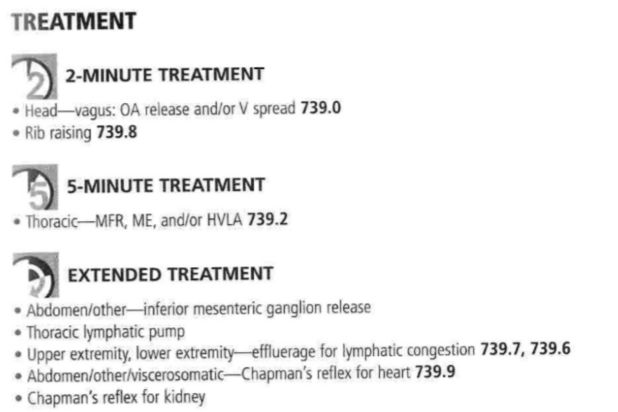 TREATMENT
2 2-MINUTE TREATMENT
• Head—vagus: OA release and/or V spread 739.0
• Rib raising 739.8
5 5-MINUTE TREATMENT
• Thoracic—MFR, ME, and/or HVLA 739.2
EXTENDED TREATMENT
• Abdomen/other—inferior mesenteric ganglion release
• Thoracic lymphatic pump
• Upper extremity, lower extremity—effluerage for lymphatic congestion 739.7, 739.6
• Abdomen/other/viscerosomatic—Chapman's reflex for heart 739.9
• Chapman's reflex for kidney